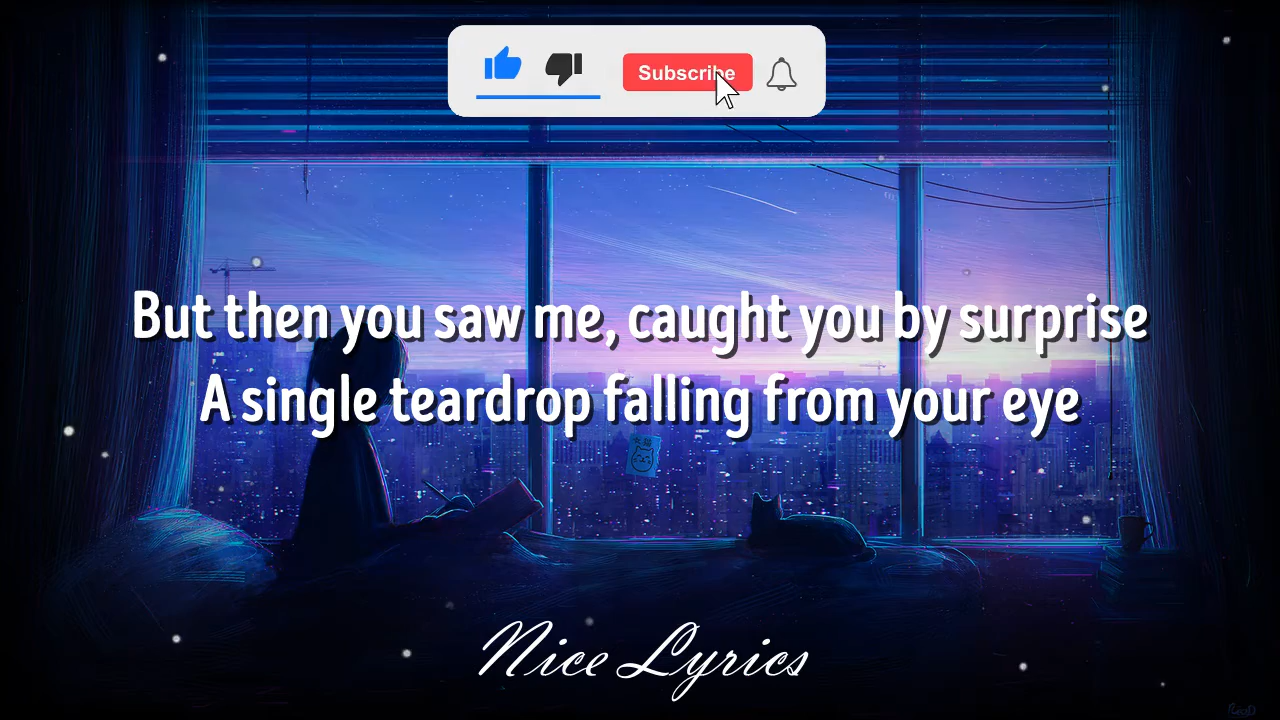 Subscribe
But then you saw me, caught you by surprise
A single teardrop falling from your eye
Nice Lyrics